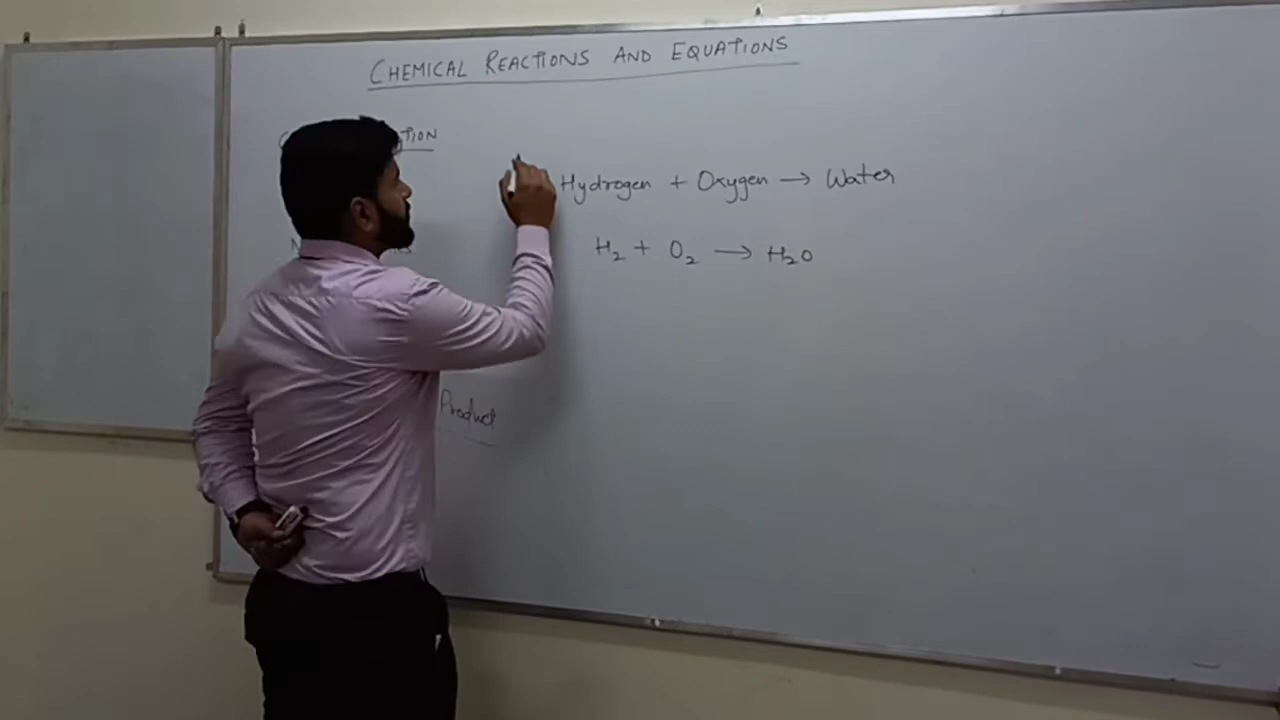 CHEMICAL REACTIONS AND EQUATIONS
Hydrogen + Oxygen → Water
H₂ + O₂ → H₂O
Product